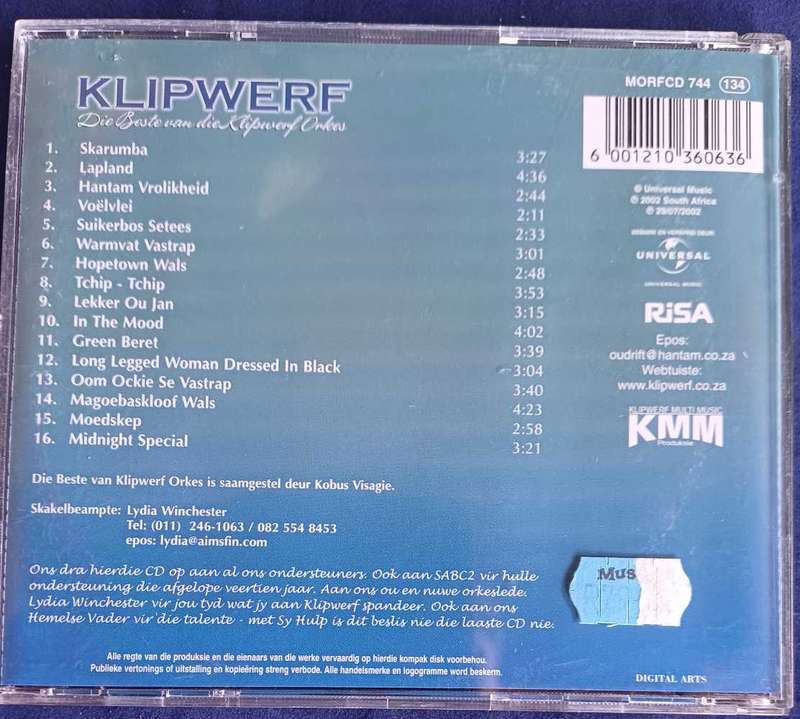 KLIPWERF
Die Beste van die Klipwerf Orkes
MORFCD 744 134
6 001210 360636
1. Skarumba 3:27
2. Lapland 4:36
3. Hantam Vrolikheid 2:44
4. Voëlvlei 2:11
5. Suikerbos Setees 2:33
6. Warmvat Vastrap 3:01
7. Hopetown Wals 2:48
8. Tchip - Tchip 3:53
9. Lekker Ou Jan 3:15
10. In The Mood 4:02
11. Green Beret 3:39
12. Long Legged Woman Dressed In Black 3:04
13. Oom Ockie Se Vastrap 3:40
14. Magoebaskloof Wals 4:23
15. Moedskep 2:58
16. Midnight Special 3:21
© Universal Music
℗ 2002 South Africa
℗ 29/07/2002
BEMARK EN VERSPREI DEUR
UNIVERSAL
UNIVERSAL MUSIC
RiSA
Epos:
oudrift@hantam.co.za
Webtuiste:
www.klipwerf.co.za
KLIPWERF MULTI MUSIC
KMM
Produksie
Die Beste van Klipwerf Orkes is saamgestel deur Kobus Visagie.
Skakelbeampte: Lydia Winchester
Tel: (011) 246-1063 / 082 554 8453
epos: lydia@aimsfin.com
Ons dra hierdie CD op aan al ons ondersteuners. Ook aan SABC2 vir hulle
ondersteuning die afgelope veertien jaar. Aan ons ou en nuwe orkeslede.
Lydia Winchester vir jou tyd wat jy aan Klipwerf spandeer. Ook aan ons
Hemelse Vader vir die talente - met Sy Hulp is dit beslis nie die laaste CD nie.
Mus
Alle regte van die produksie en die eienaars van die werke vervaardig op hierdie kompak disk voorbehou.
Publieke vertonings of uitstalling en kopieëring streng verbode. Alle handelsmerke en logogramme word beskerm.
DIGITAL ARTS